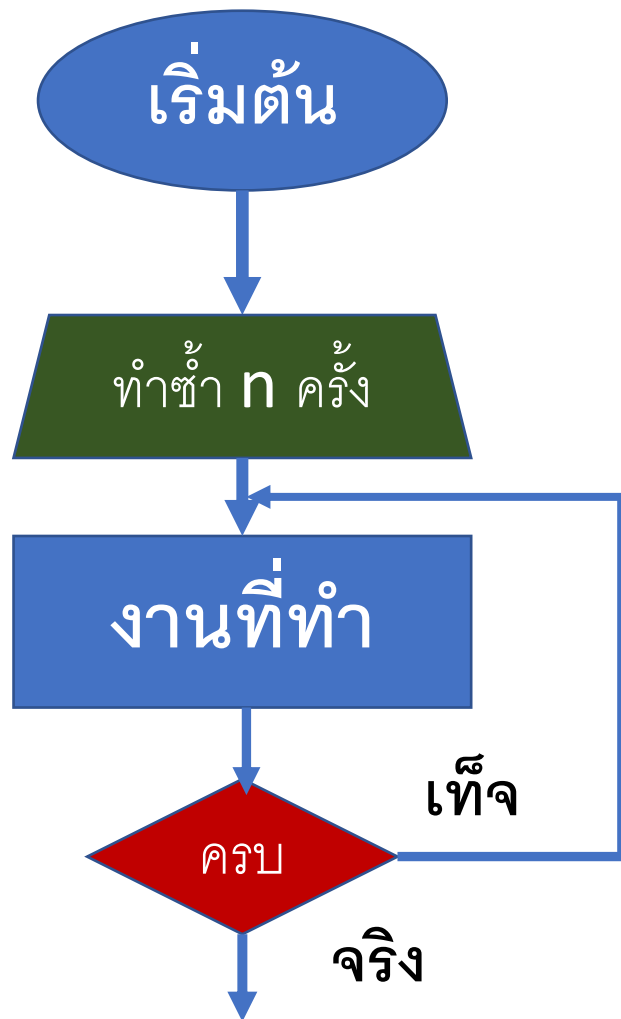 เริ่มต้น
ทำซ้ำ n ครั้ง
งานที่ทำ
เท็จ
ครบ
จริง